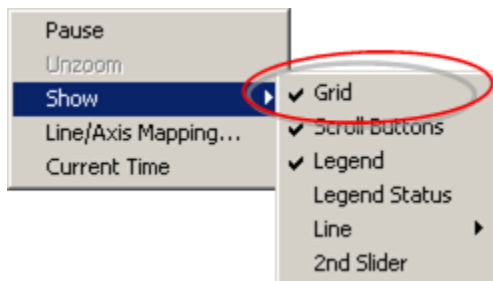 Pause
Unzoom
Show
Line/Axis Mapping...
Current Time
Grid
Scroll Buttons
Legend
Legend Status
Line
2nd Slider